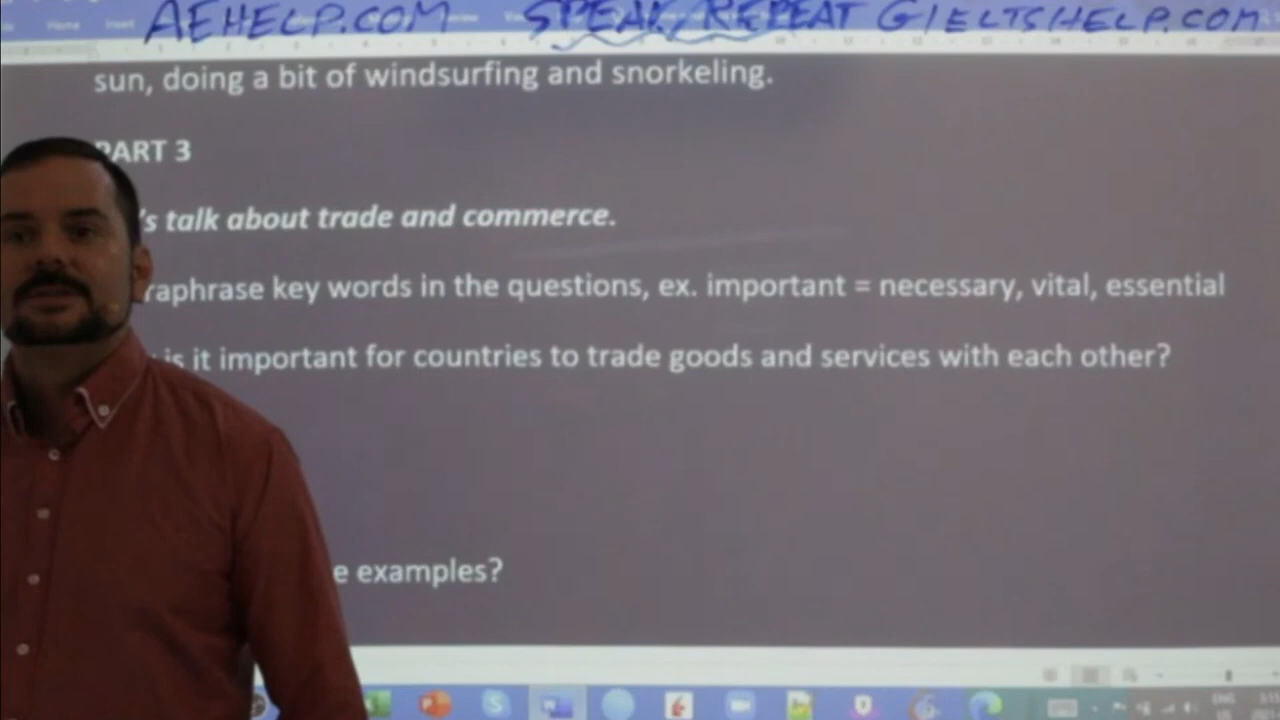 AEHELP.COM SPEAK REPEAT GIELTSHELP.COM
sun, doing a bit of windsurfing and snorkeling.
PART 3
's talk about trade and commerce.
raphrase key words in the questions, ex. important = necessary, vital, essential
is it important for countries to trade goods and services with each other?
e examples?